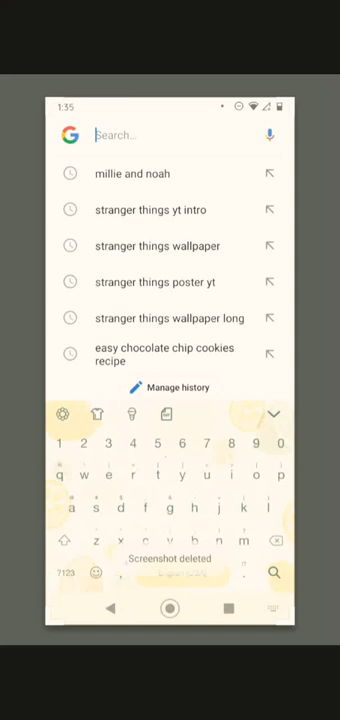 1:35
Search...
millie and noah
stranger things yt intro
stranger things wallpaper
stranger things poster yt
stranger things wallpaper long
easy chocolate chip cookies
recipe
Manage history
1 2 3 4 5 6 7 8 9 0
q w e r t y u i o p
a s d f g h j k l
z x c v b n m
Screenshot deleted
?123 ,